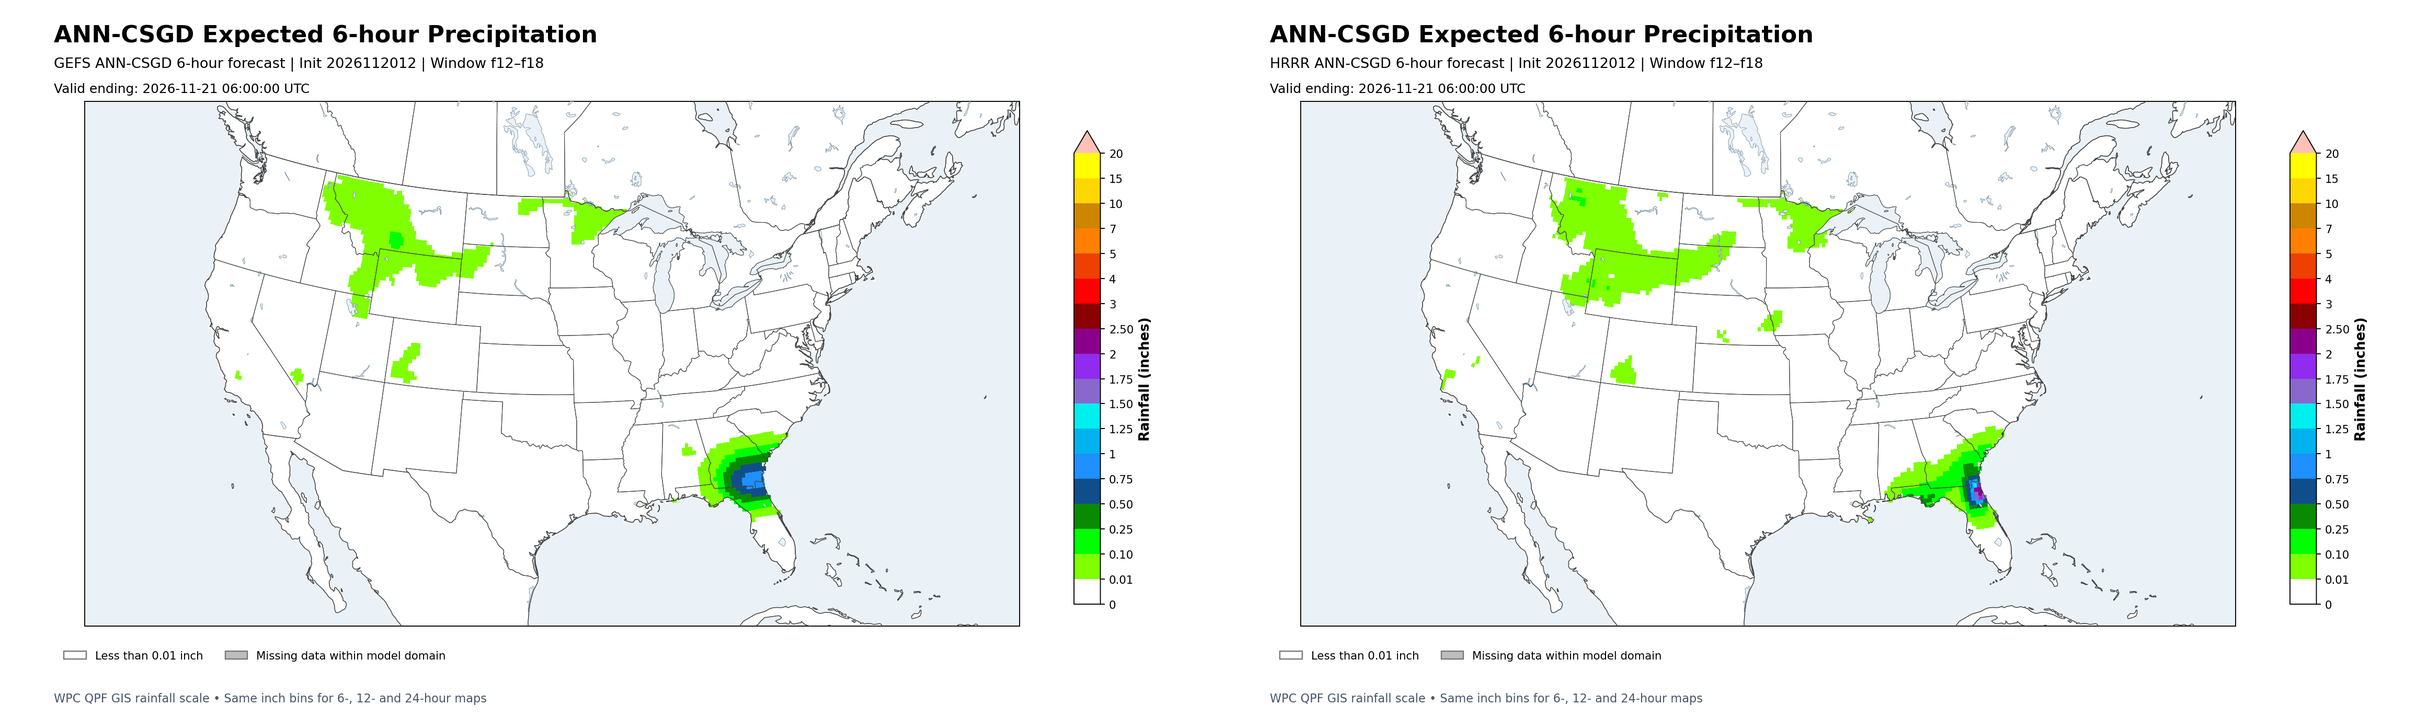 ANN-CSGD Expected 6-hour Precipitation
GEFS ANN-CSGD 6-hour forecast | Init 2026112012 | Window f12–f18
Valid ending: 2026-11-21 06:00:00 UTC
20
15
10
7
5
4
3
2.50
2
1.75
1.50
1.25
1
0.75
0.50
0.25
0.10
0.01
0
Rainfall (inches)
Less than 0.01 inch
Missing data within model domain
WPC QPF GIS rainfall scale • Same inch bins for 6-, 12- and 24-hour maps
ANN-CSGD Expected 6-hour Precipitation
HRRR ANN-CSGD 6-hour forecast | Init 2026112012 | Window f12–f18
Valid ending: 2026-11-21 06:00:00 UTC
20
15
10
7
5
4
3
2.50
2
1.75
1.50
1.25
1
0.75
0.50
0.25
0.10
0.01
0
Rainfall (inches)
Less than 0.01 inch
Missing data within model domain
WPC QPF GIS rainfall scale • Same inch bins for 6-, 12- and 24-hour maps